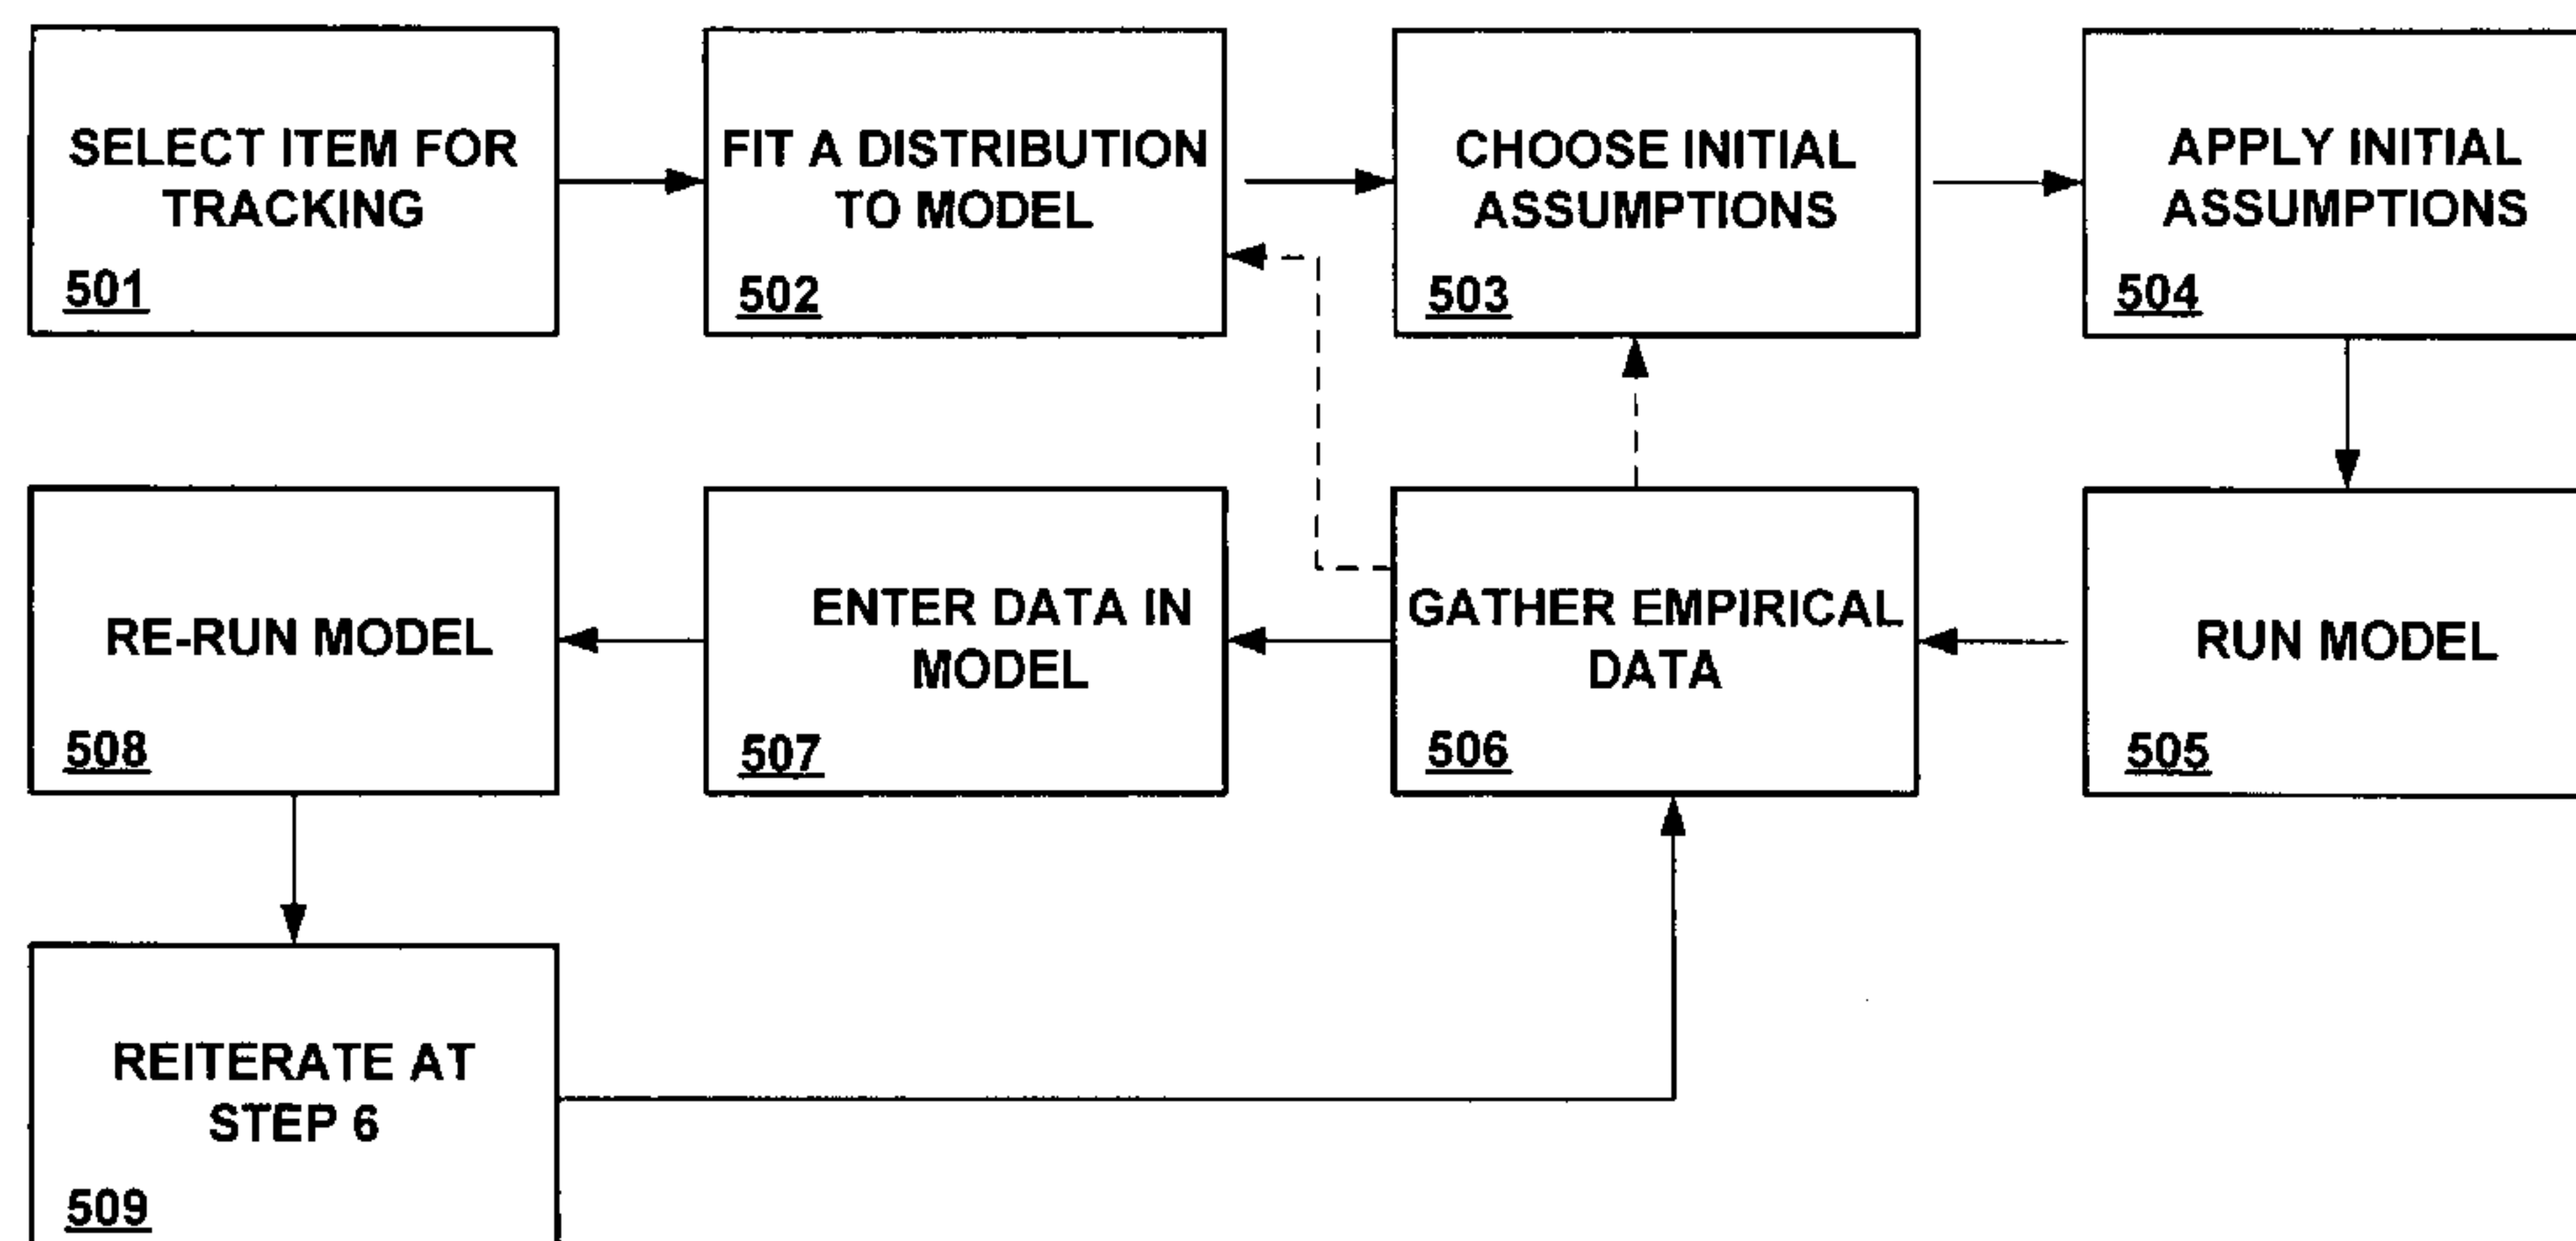 SELECT ITEM FOR
TRACKING
501
FIT A DISTRIBUTION
TO MODEL
502
CHOOSE INITIAL
ASSUMPTIONS
503
APPLY INITIAL
ASSUMPTIONS
504
RUN MODEL
505
GATHER EMPIRICAL
DATA
506
ENTER DATA IN
MODEL
507
RE-RUN MODEL
508
REITERATE AT
STEP 6
509